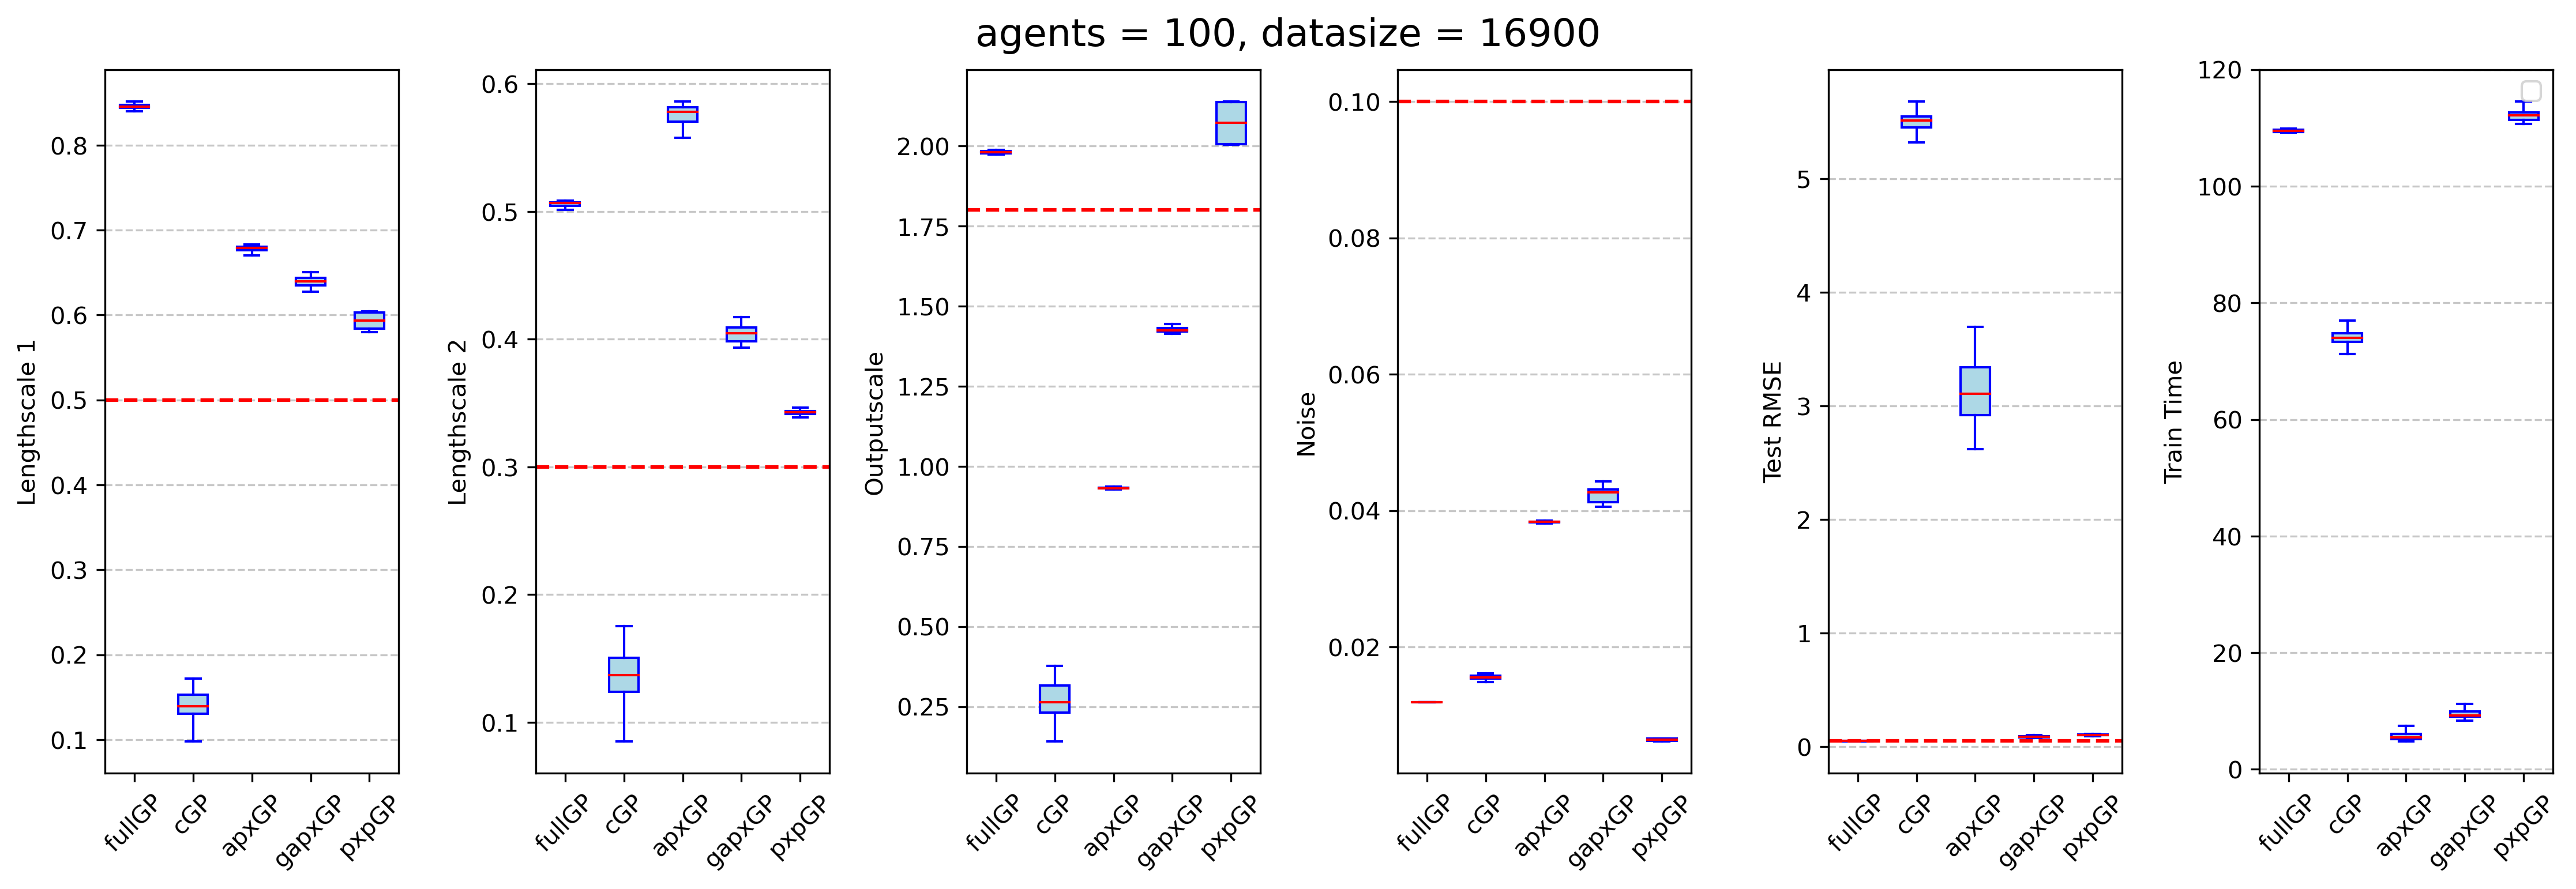 agents = 100, datasize = 16900
Lengthscale 1
0.8
0.7
0.6
0.5
0.4
0.3
0.2
0.1
fullGP
cGP
apxGP
gapxGP
pxpGP
Lengthscale 2
0.6
0.5
0.4
0.3
0.2
0.1
fullGP
cGP
apxGP
gapxGP
pxpGP
Outputscale
2.00
1.75
1.50
1.25
1.00
0.75
0.50
0.25
fullGP
cGP
apxGP
gapxGP
pxpGP
Noise
0.10
0.08
0.06
0.04
0.02
fullGP
cGP
apxGP
gapxGP
pxpGP
Test RMSE
5
4
3
2
1
0
fullGP
cGP
apxGP
gapxGP
pxpGP
Train Time
120
100
80
60
40
20
0
fullGP
cGP
apxGP
gapxGP
pxpGP